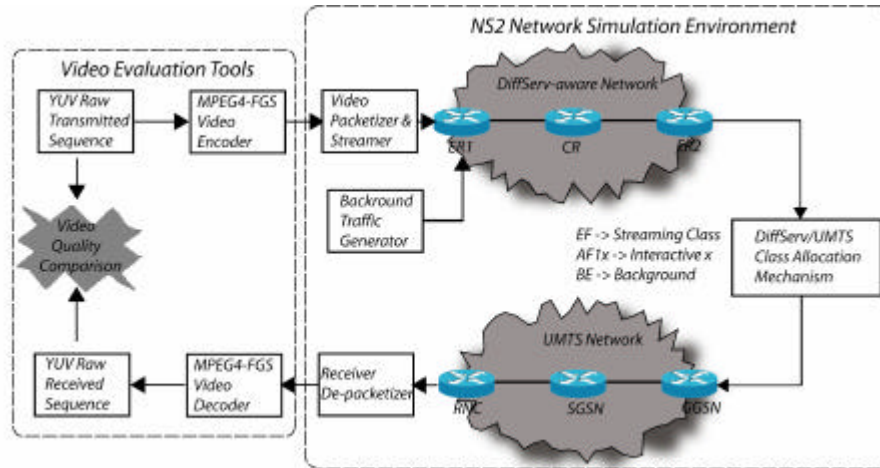 NS2 Network Simulation Environment
Video Evaluation Tools
YUV Raw
Transmitted
Sequence
MPEG4-FGS
Video
Encoder
Video
Packetizer &
Streamer
DiffServ-aware Network
ER1
CR
ER2
Backround
Traffic
Generator
Video
Quality
Comparison
EF -> Streaming Class
AF1x -> Interactive x
BE -> Background
DiffServ/UMTS
Class Allocation
Mechanism
UMTS Network
YUV Raw
Received
Sequence
MPEG4-FGS
Video
Decoder
Receiver
De-packetizer
RNC
SGSN
GGSN